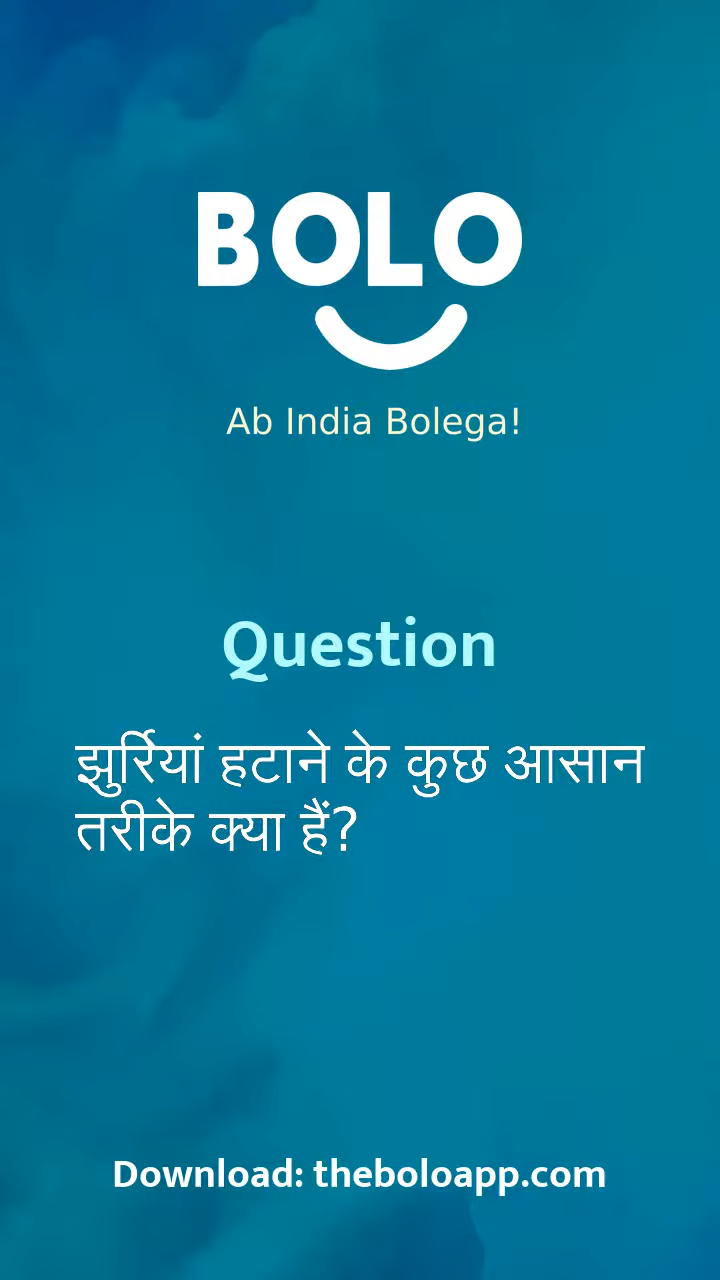 BOLO
Ab India Bolega!
Question
झुर्रियां हटाने के कुछ आसान
तरीके क्या हैं?
Download: theboloapp.com